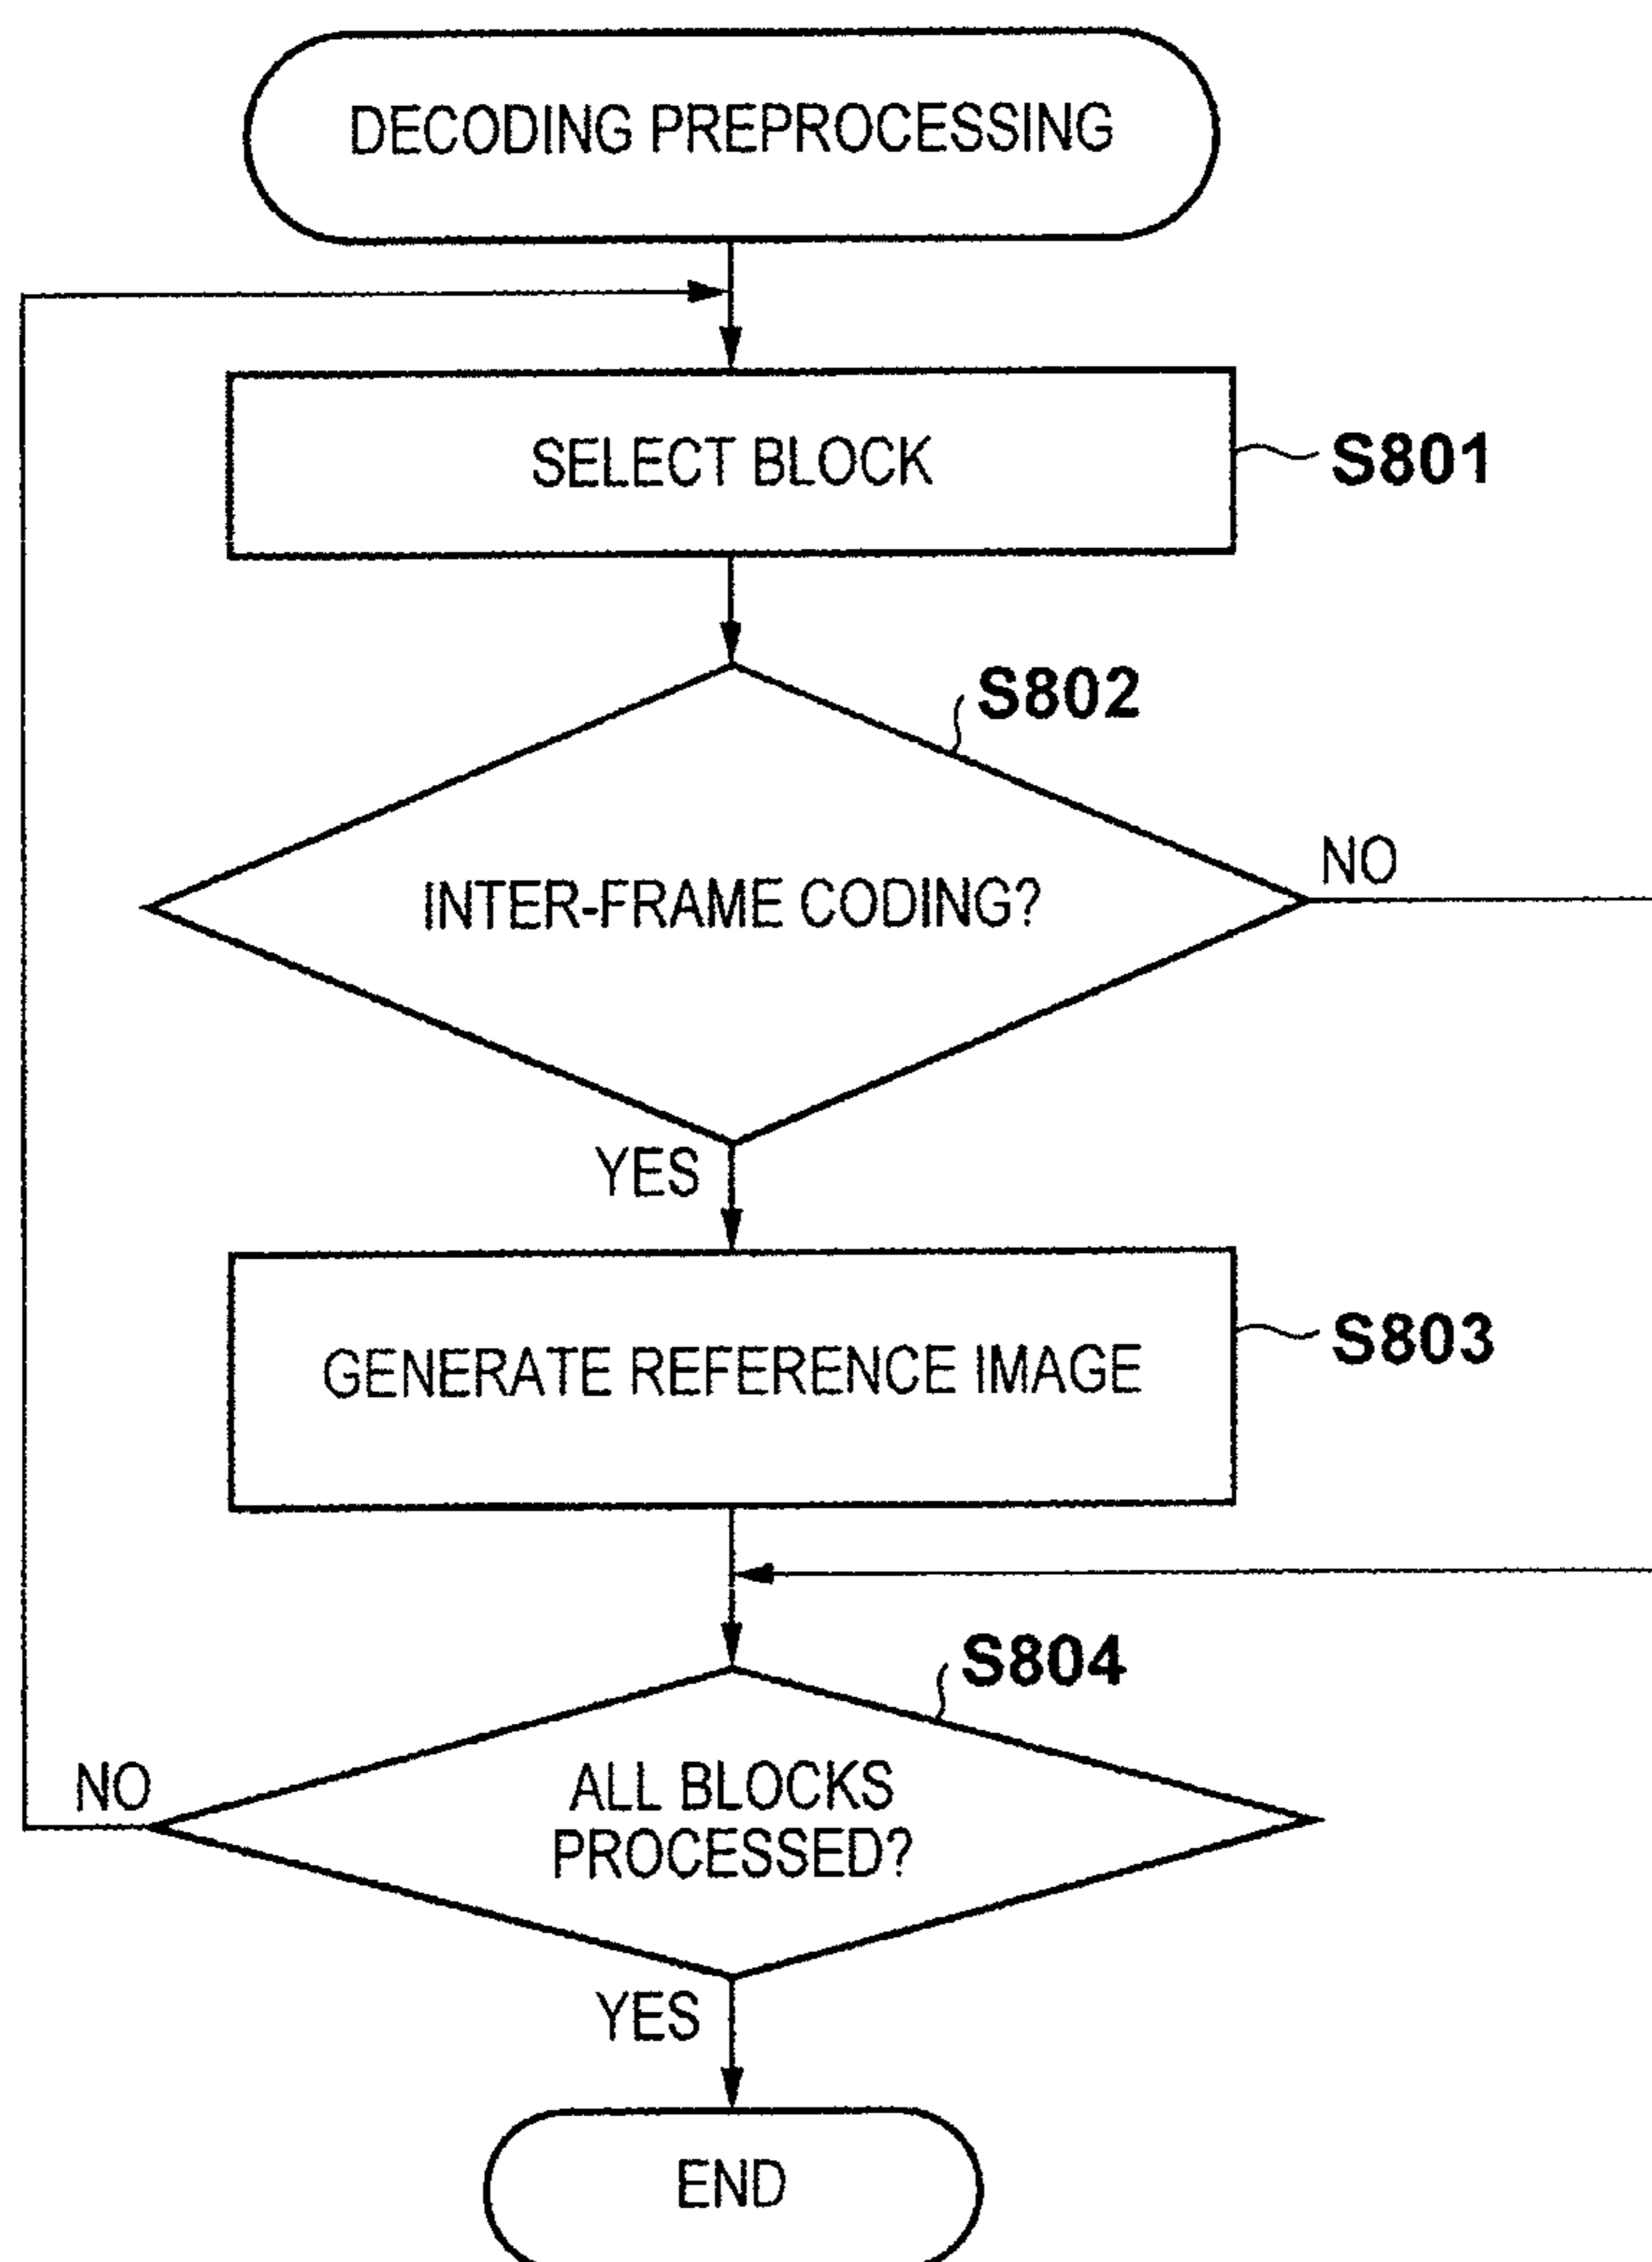 DECODING PREPROCESSING
SELECT BLOCK
S801
S802
INTER-FRAME CODING?
NO
YES
GENERATE REFERENCE IMAGE
S803
S804
ALL BLOCKS
PROCESSED?
NO
YES
END